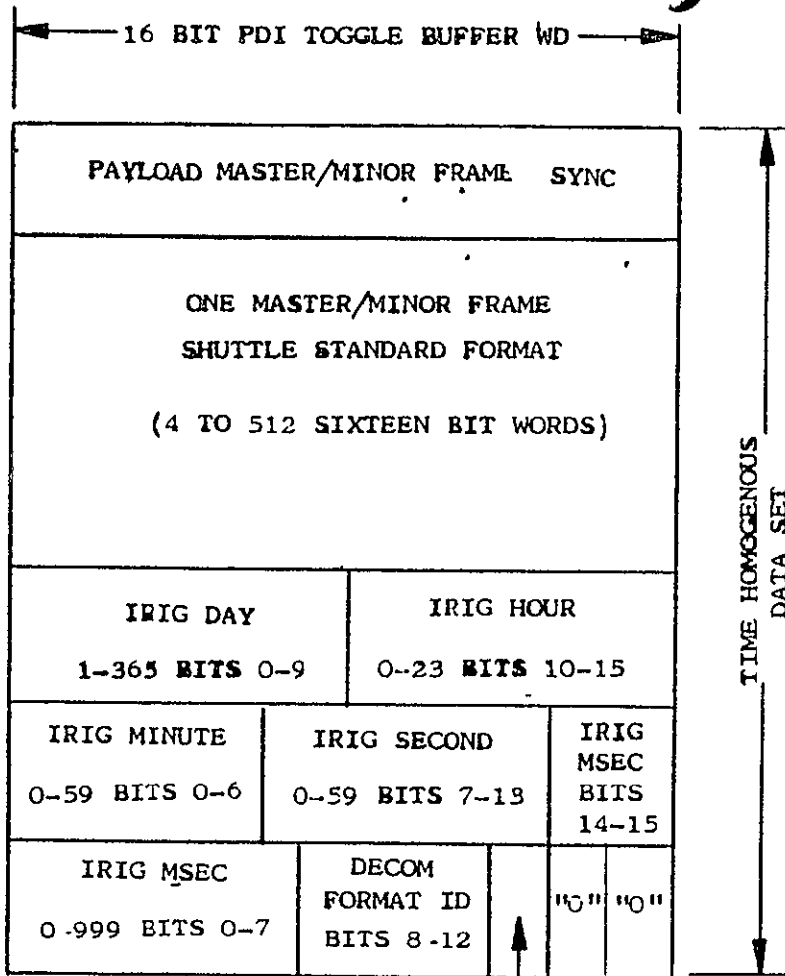 16 BIT PDI TOGGLE BUFFER WD
PAYLOAD MASTER/MINOR FRAME SYNC
ONE MASTER/MINOR FRAME
SHUTTLE STANDARD FORMAT
(4 TO 512 SIXTEEN BIT WORDS)
IRIG DAY
1-365 BITS 0-9
IRIG HOUR
0-23 BITS 10-15
IRIG MINUTE
0-59 BITS 0-6
IRIG SECOND
0-59 BITS 7-13
IRIG
MSEC
BITS
14-15
IRIG MSEC
0-999 BITS 0-7
DECOM
FORMAT ID
BITS 8-12
"0"
"0"
TIME HOMOGENOUS
DATA SET